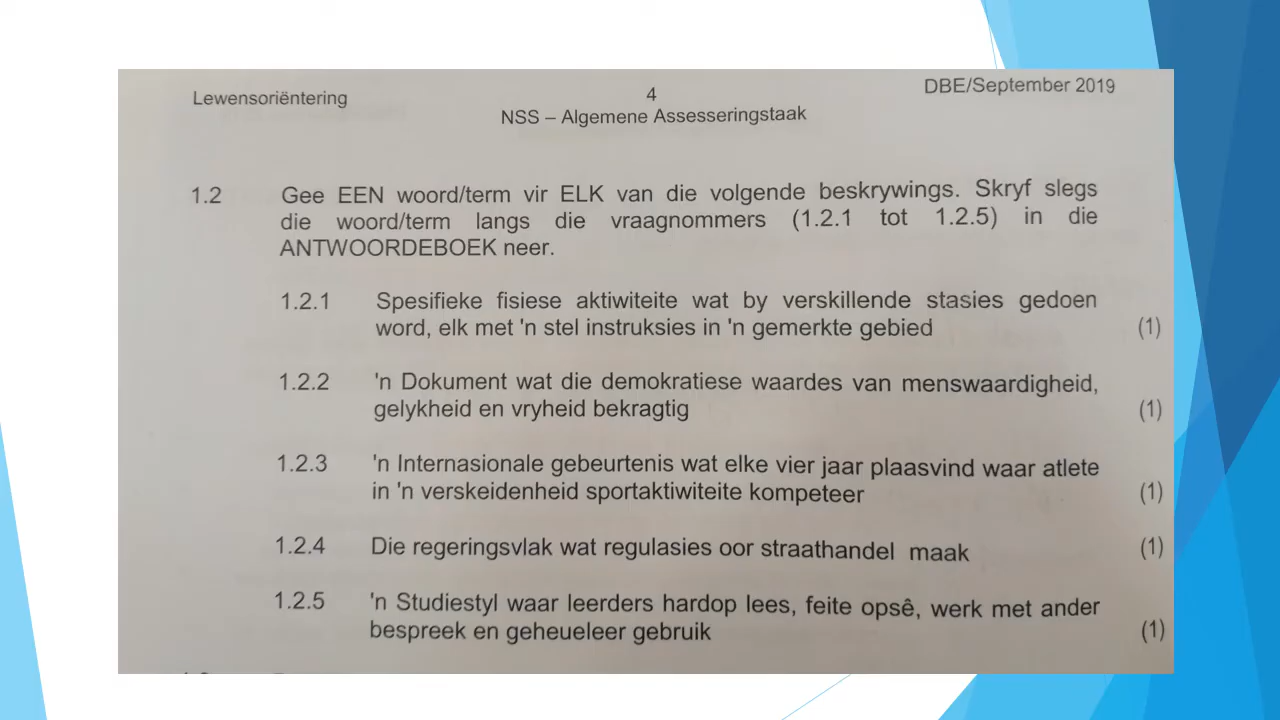 Lewensoriëntering
4
DBE/September 2019
NSS – Algemene Assesseringstaak
1.2 Gee EEN woord/term vir ELK van die volgende beskrywings. Skryf slegs
die woord/term langs die vraagnommers (1.2.1 tot 1.2.5) in die
ANTWOORDEBOEK neer.
1.2.1 Spesifieke fisiese aktiwiteite wat by verskillende stasies gedoen
word, elk met 'n stel instruksies in 'n gemerkte gebied (1)
1.2.2 'n Dokument wat die demokratiese waardes van menswaardigheid,
gelykheid en vryheid bekragtig (1)
1.2.3 'n Internasionale gebeurtenis wat elke vier jaar plaasvind waar atlete
in 'n verskeidenheid sportaktiwiteite kompeteer (1)
1.2.4 Die regeringsvlak wat regulasies oor straathandel maak (1)
1.2.5 'n Studiestyl waar leerders hardop lees, feite opsê, werk met ander
bespreek en geheueleer gebruik (1)